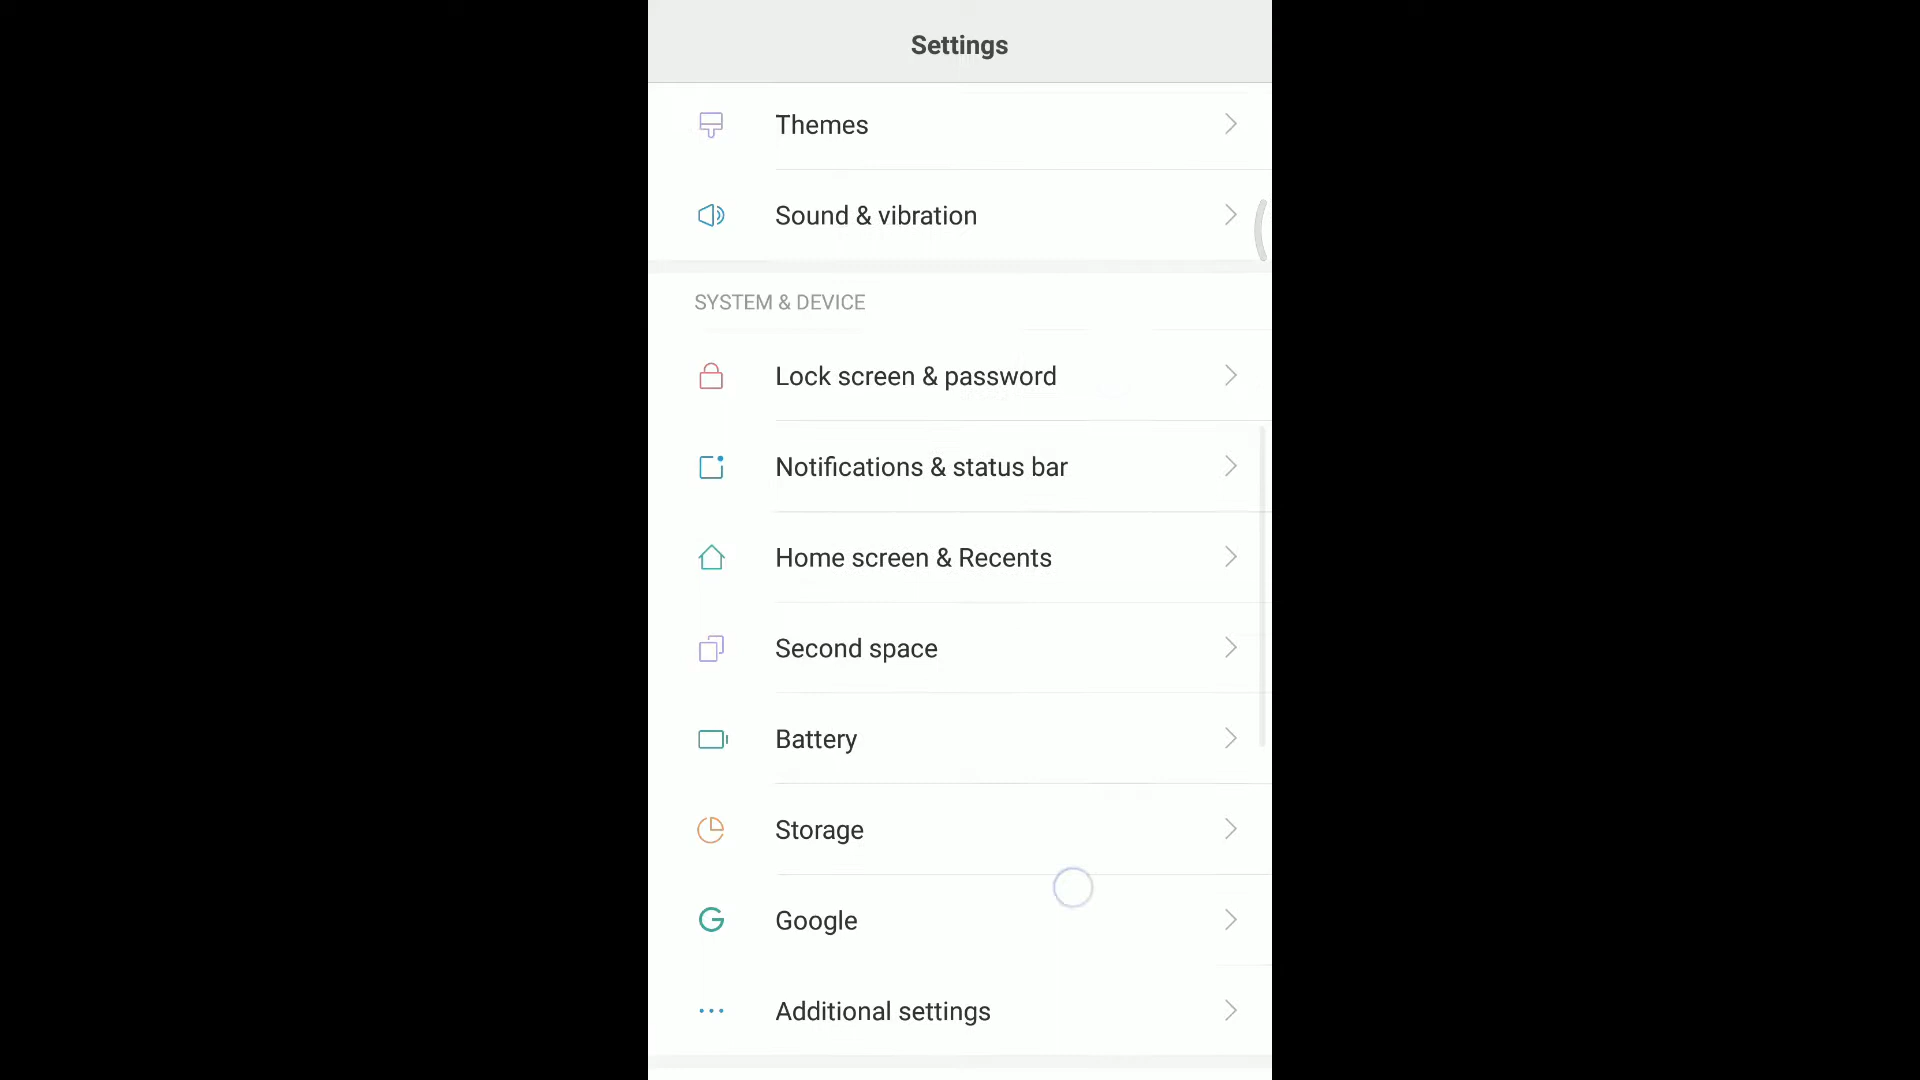 Settings
Themes
Sound & vibration
SYSTEM & DEVICE
Lock screen & password
Notifications & status bar
Home screen & Recents
Second space
Battery
Storage
Google
Additional settings